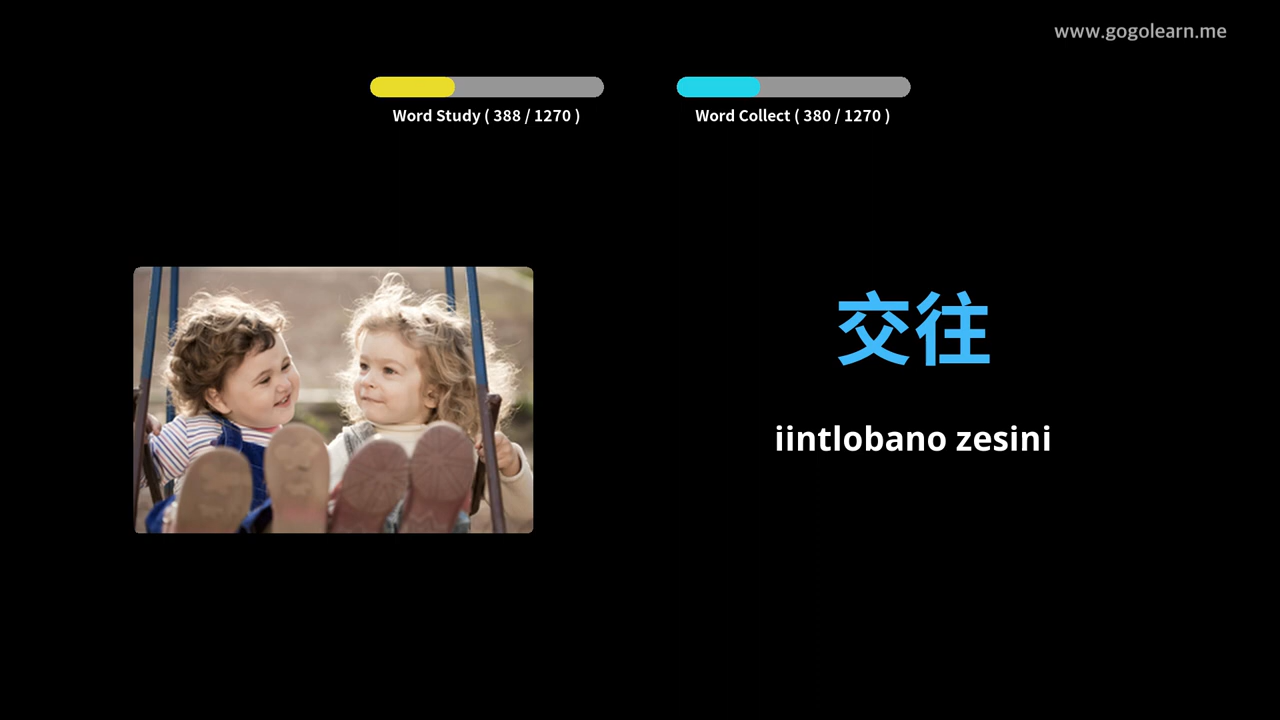 www.gogolearn.me
Word Study ( 388 / 1270 )
Word Collect ( 380 / 1270 )
交往
iintlobano zesini